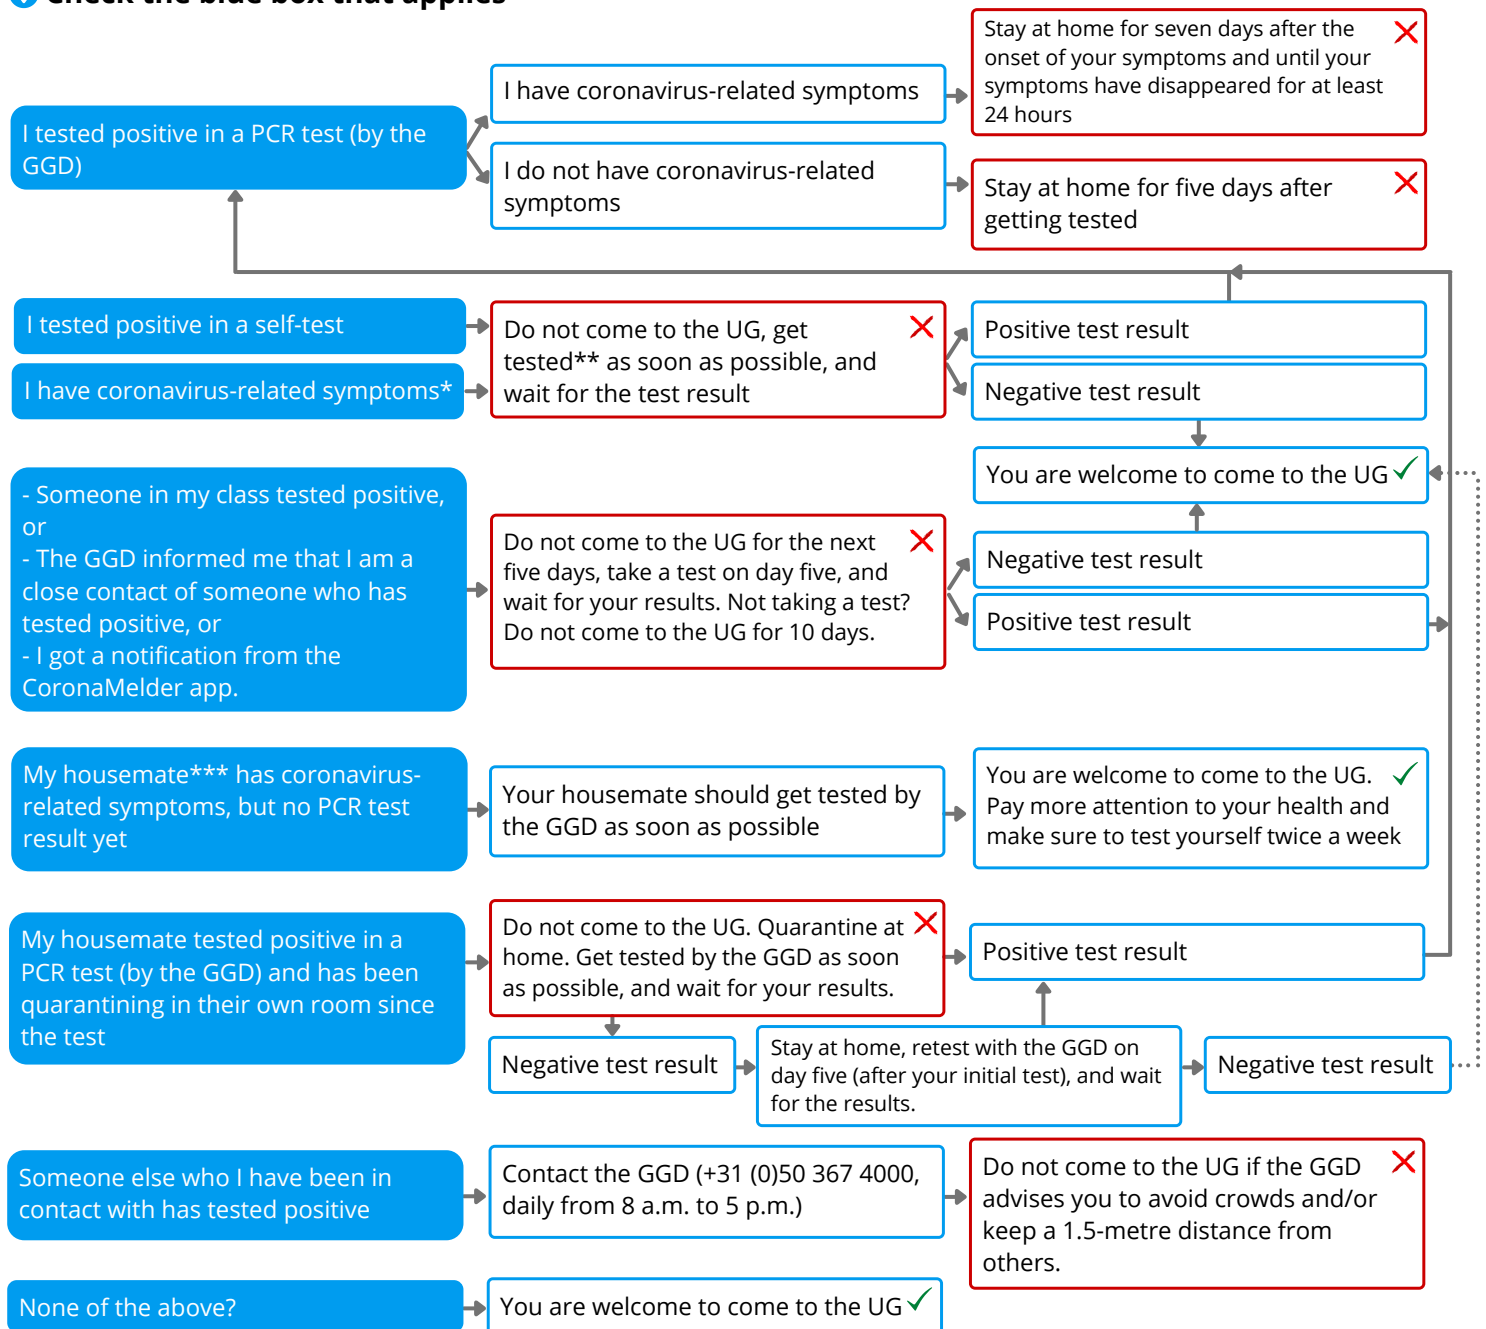 Check the blue box that applies
I tested positive in a PCR test (by the
GGD)
I have coronavirus-related symptoms
Stay at home for seven days after the
onset of your symptoms and until your
symptoms have disappeared for at least
24 hours
I do not have coronavirus-related
symptoms
Stay at home for five days after
getting tested
I tested positive in a self-test
I have coronavirus-related symptoms*
Do not come to the UG, get
tested** as soon as possible, and
wait for the test result
Positive test result
Negative test result
You are welcome to come to the UG
- Someone in my class tested positive,
or
- The GGD informed me that I am a
close contact of someone who has
tested positive, or
- I got a notification from the
CoronaMelder app.
Do not come to the UG for the next
five days, take a test on day five, and
wait for your results. Not taking a test?
Do not come to the UG for 10 days.
Negative test result
Positive test result
My housemate*** has coronavirus-
related symptoms, but no PCR test
result yet
Your housemate should get tested by
the GGD as soon as possible
You are welcome to come to the UG.
Pay more attention to your health and
make sure to test yourself twice a week
My housemate tested positive in a
PCR test (by the GGD) and has been
quarantining in their own room since
the test
Do not come to the UG. Quarantine at
home. Get tested by the GGD as soon
as possible, and wait for your results.
Positive test result
Negative test result
Stay at home, retest with the GGD on
day five (after your initial test), and wait
for the results.
Negative test result
Someone else who I have been in
contact with has tested positive
Contact the GGD (+31 (0)50 367 4000,
daily from 8 a.m. to 5 p.m.)
Do not come to the UG if the GGD
advises you to avoid crowds and/or
keep a 1.5-metre distance from
others.
None of the above?
You are welcome to come to the UG